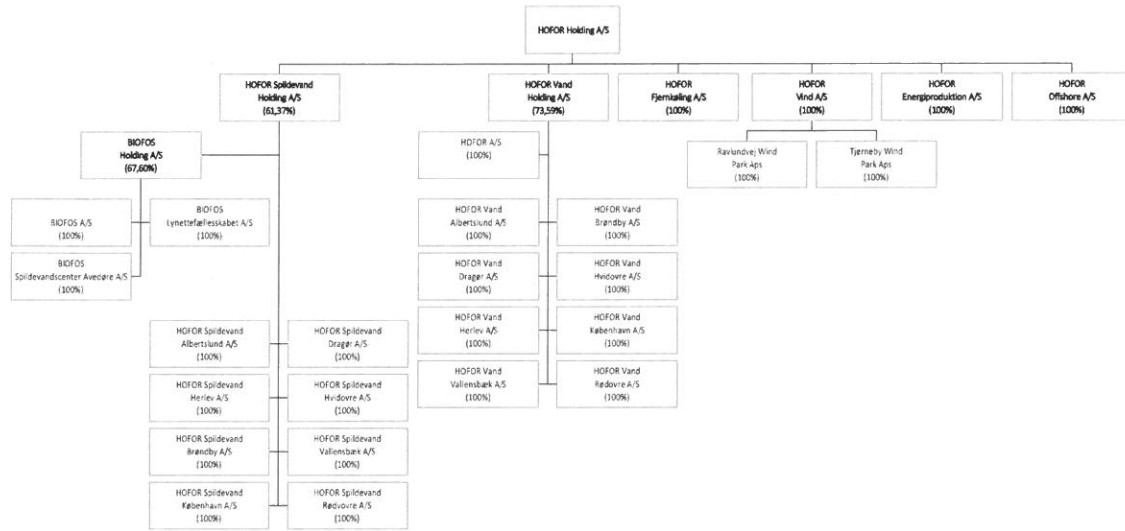 HOFOR Holding A/S
HOFOR Spildevand
Holding A/S
(61,37%)
HOFOR Vand
Holding A/S
(73,59%)
HOFOR
Fjernkøling A/S
(100%)
HOFOR
Vind A/S
(100%)
HOFOR
Energiproduktion A/S
(100%)
HOFOR
Offshore A/S
(100%)
BIOFOS
Holding A/S
(67,60%)
HOFOR A/S
(100%)
Ravlundvej Wind
Park Aps
(100%)
Tjørneby Wind
Park Aps
(100%)
BIOFOS A/S
(100%)
BIOFOS
Lynettefællesskabet A/S
(100%)
BIOFOS
Spildevandscenter Avedøre A/S
(100%)
HOFOR Vand
Albertslund A/S
(100%)
HOFOR Vand
Brøndby A/S
(100%)
HOFOR Vand
Dragør A/S
(100%)
HOFOR Vand
Hvidovre A/S
(100%)
HOFOR Vand
Herlev A/S
(100%)
HOFOR Vand
København A/S
(100%)
HOFOR Vand
Vallensbæk A/S
(100%)
HOFOR Vand
Rødovre A/S
(100%)
HOFOR Spildevand
Albertslund A/S
(100%)
HOFOR Spildevand
Dragør A/S
(100%)
HOFOR Spildevand
Herlev A/S
(100%)
HOFOR Spildevand
Hvidovre A/S
(100%)
HOFOR Spildevand
Brøndby A/S
(100%)
HOFOR Spildevand
Vallensbæk A/S
(100%)
HOFOR Spildevand
København A/S
(100%)
HOFOR Spildevand
Rødvovre A/S
(100%)